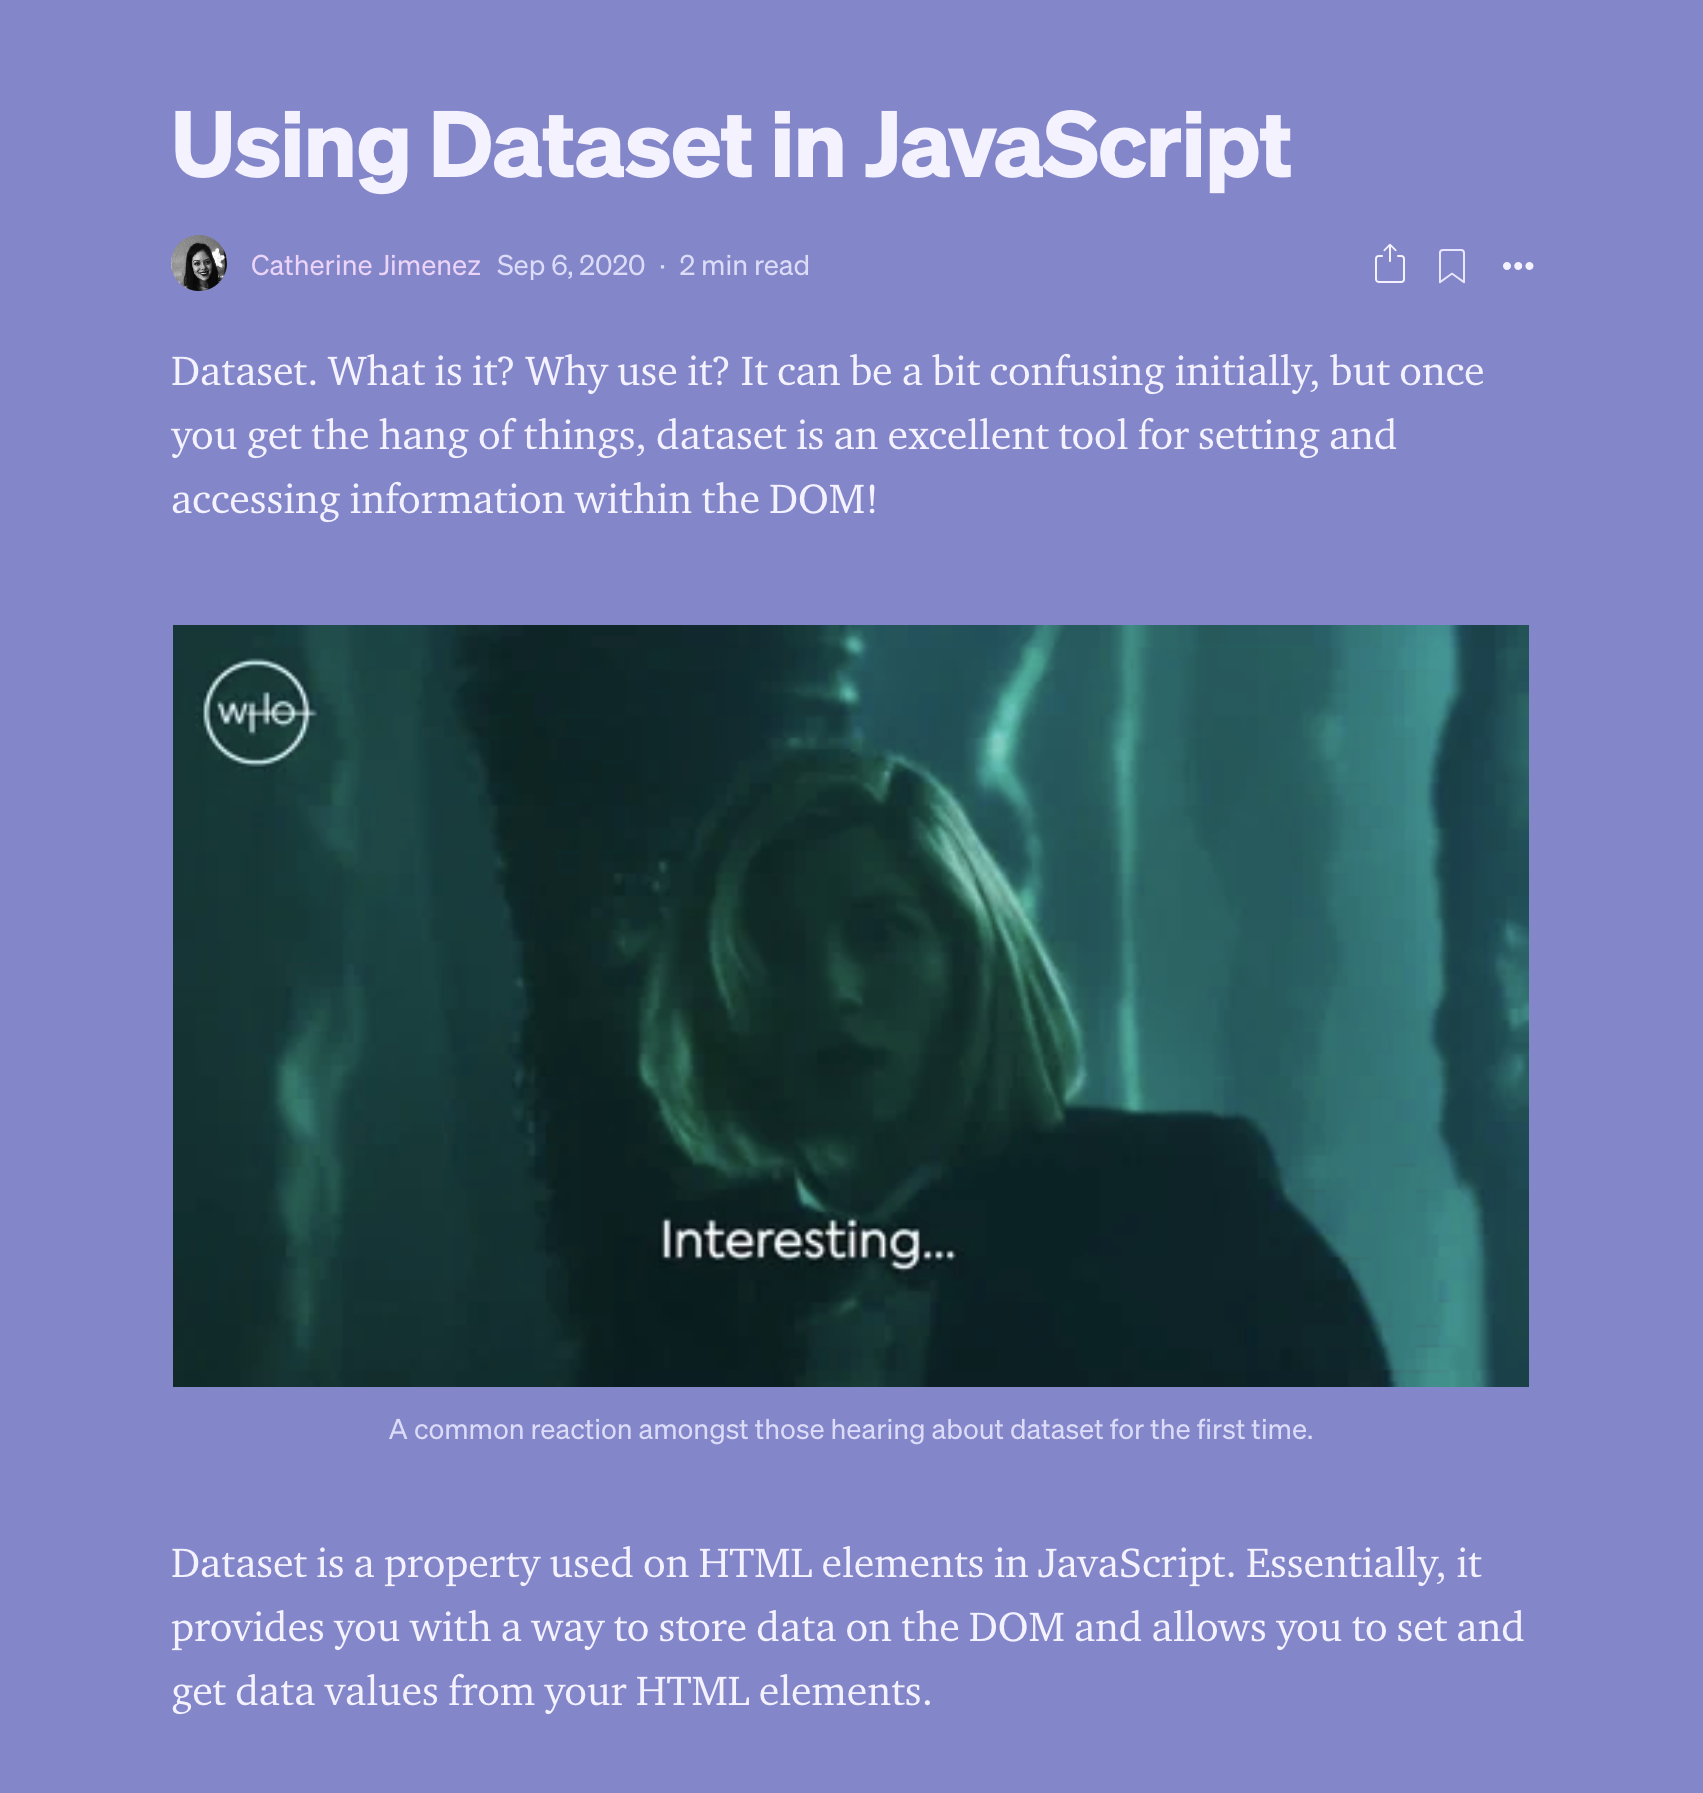 Using Dataset in JavaScript
Catherine Jimenez Sep 6, 2020 · 2 min read
Dataset. What is it? Why use it? It can be a bit confusing initially, but once
you get the hang of things, dataset is an excellent tool for setting and
accessing information within the DOM!
WHO
Interesting...
A common reaction amongst those hearing about dataset for the first time.
Dataset is a property used on HTML elements in JavaScript. Essentially, it
provides you with a way to store data on the DOM and allows you to set and
get data values from your HTML elements.